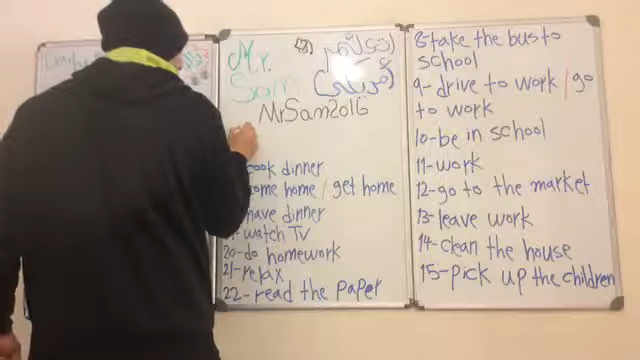 Mr.
Sam
MrSam2016
cook dinner
come home / get home
have dinner
watch TV
20-do homework
21-relax
22-read the paper
8-take the bus to
school
9-drive to work / go
to work
10-be in school
11-work
12-go to the market
13-leave work
14-clean the house
15-pick up the children